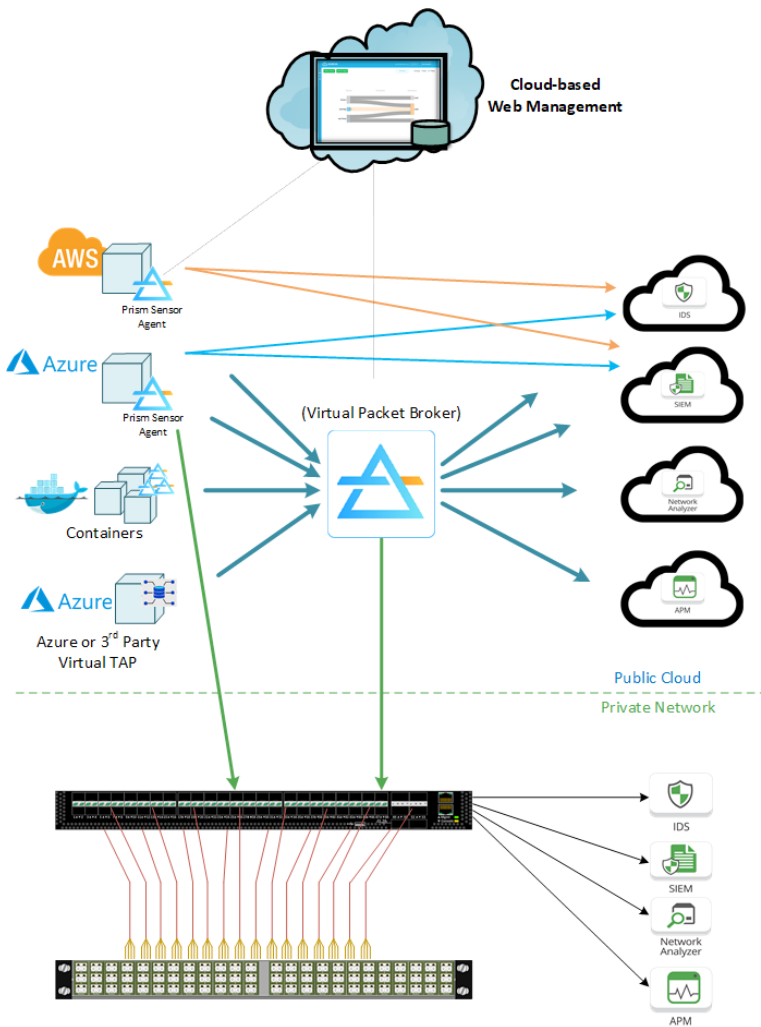 Cloud-based
Web Management
AWS
Prism Sensor
Agent
IDS
Azure
Prism Sensor
Agent
(Virtual Packet Broker)
SIEM
Containers
Network
Analyzer
Azure
Azure or 3rd Party
Virtual TAP
APM
Public Cloud
Private Network
IDS
SIEM
Network
Analyzer
APM